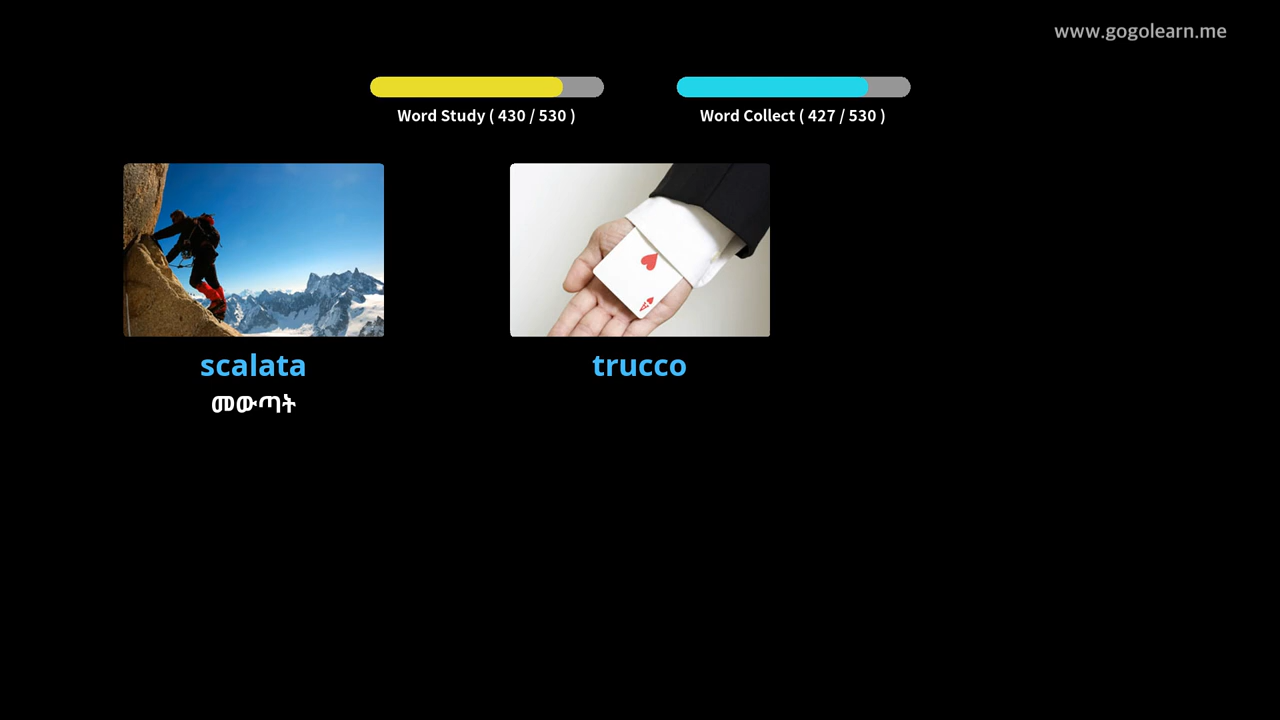 www.gogolearn.me
Word Study ( 430 / 530 )
Word Collect ( 427 / 530 )
scalata
trucco
መውጣት